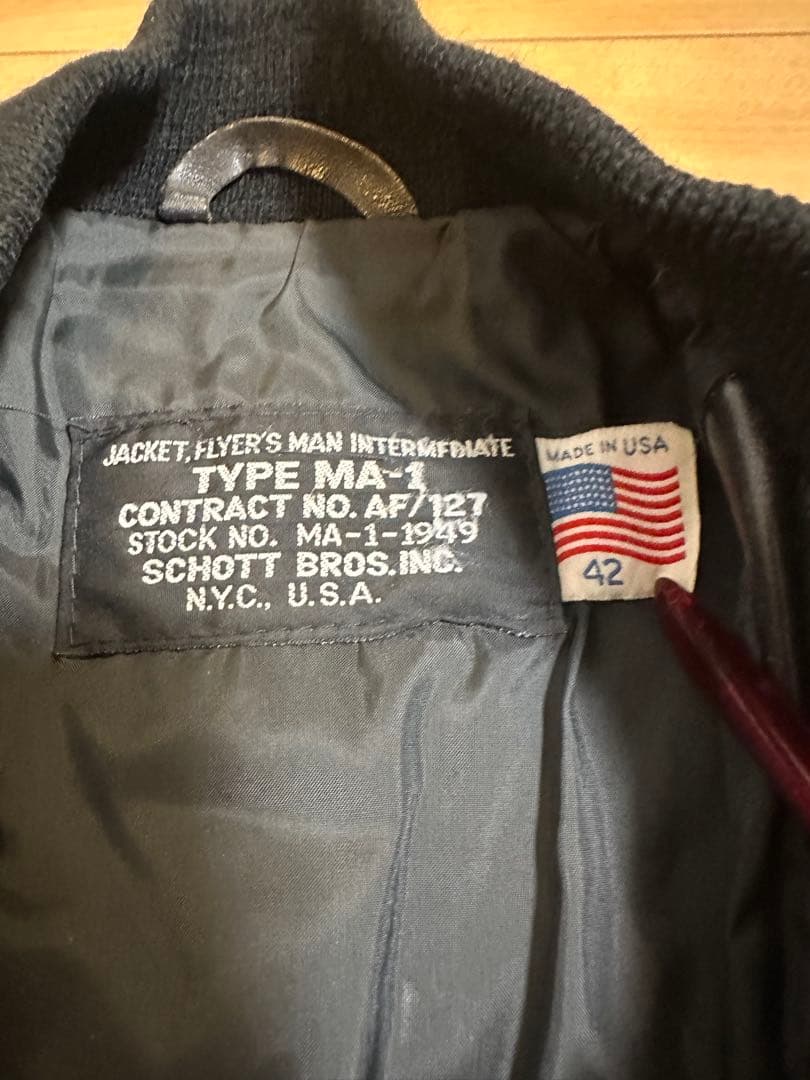 JACKET, FLYER'S MAN INTERMEDIATE
TYPE MA-1
CONTRACT NO. AF/127
STOCK NO. MA-1-1949
SCHOTT BROS. INC.
N.Y.C., U.S.A.
MADE IN USA
42